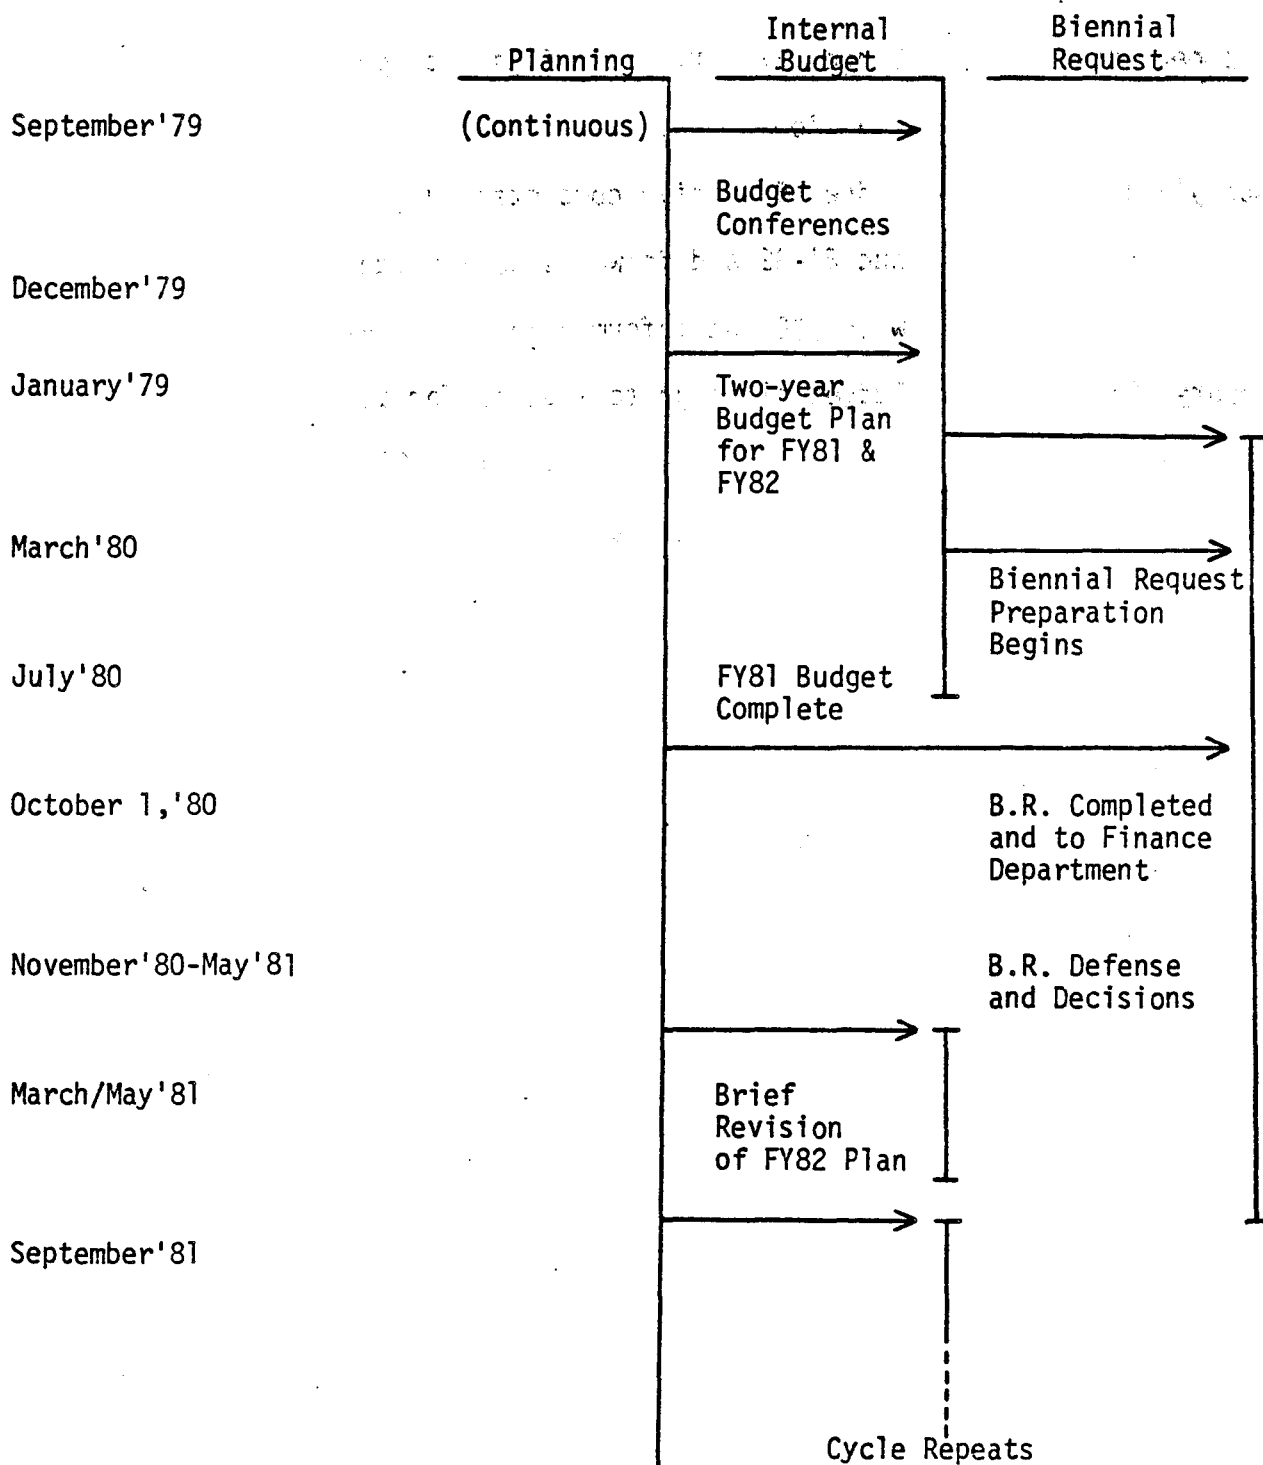 Internal
Budget
Biennial
Request
Planning
September'79
(Continuous)
Budget
Conferences
December'79
January'79
Two-year
Budget Plan
for FY81 &
FY82
March'80
Biennial Request
Preparation
Begins
July'80
FY81 Budget
Complete
October 1,'80
B.R. Completed
and to Finance
Department
November'80-May'81
B.R. Defense
and Decisions
March/May'81
Brief
Revision
of FY82 Plan
September'81
Cycle Repeats